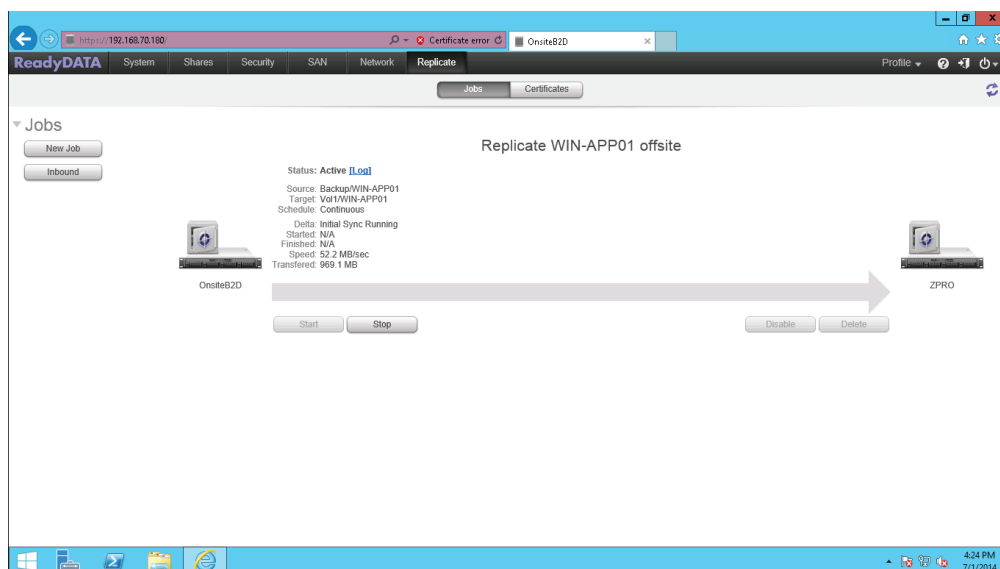 https://192.168.70.180/ Certificate error OnsiteB2D
ReadyDATA System Shares Security SAN Network Replicate Profile
Jobs Certificates
Jobs
New Job
Inbound
Replicate WIN-APP01 offsite
Status: Active [Log]
Source: Backup/WIN-APP01
Target: Vol1/WIN-APP01
Schedule: Continuous
Delta: Initial Sync Running
Started: N/A
Finished: N/A
Speed: 52.2 MB/sec
Transfered: 969.1 MB
OnsiteB2D
ZPRO
Start Stop Disable Delete
4:24 PM
7/1/2014